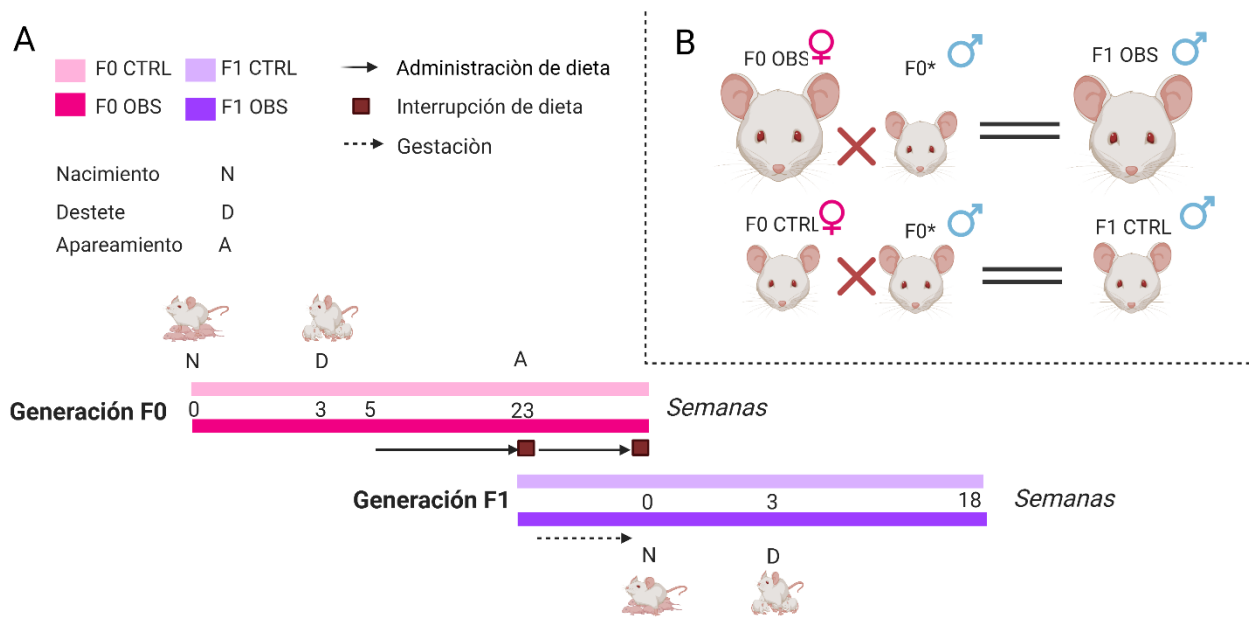 A
F0 CTRL
F1 CTRL
F0 OBS
F1 OBS
Administraciòn de dieta
Interrupción de dieta
Gestaciòn
Nacimiento N
Destete D
Apareamiento A
B
F0 OBS
F0*
F1 OBS
F0 CTRL
F0*
F1 CTRL
N D A
Generación F0
0 3 5 23
Semanas
Generación F1
0 3 18
Semanas
N D